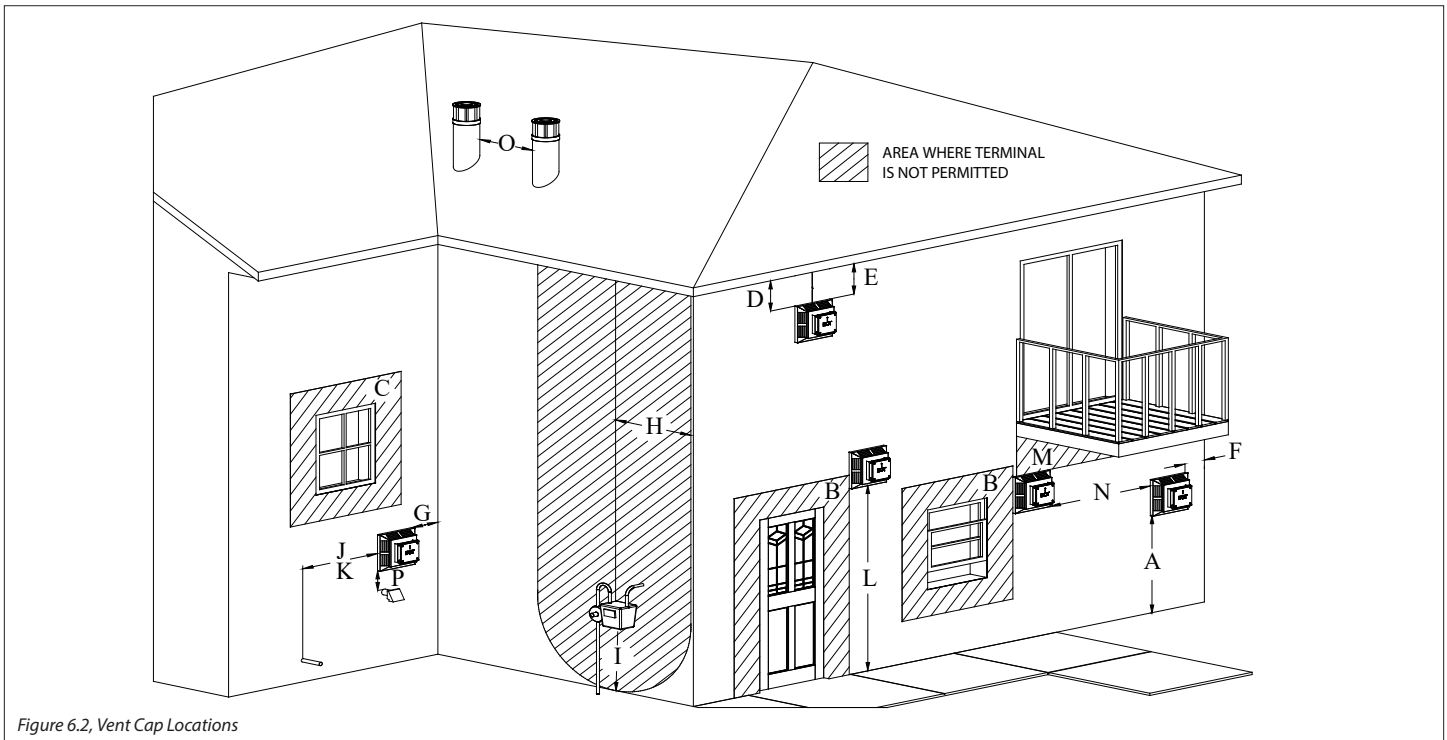 O
AREA WHERE TERMINAL
IS NOT PERMITTED
D
E
C
H
F
M
B
B
N
G
J
K
P
L
A
I
Figure 6.2, Vent Cap Locations